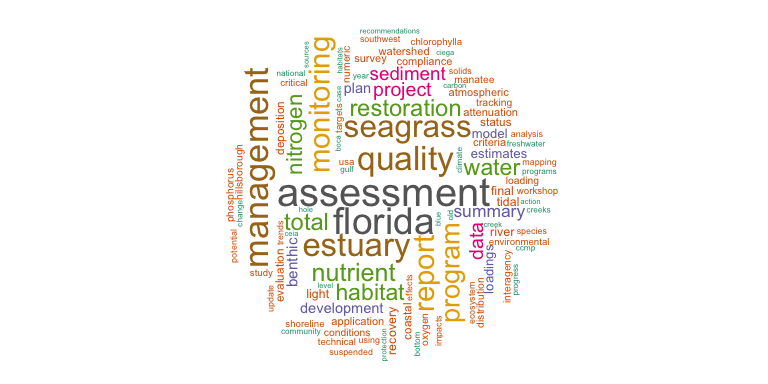 recommendations
southwest
chlorophylla
watershed
ciega
survey
compliance
sources
habitats
numeric
monitoring
national
critical
year
sediment
solids
manatee
carbon
plan
project
atmospheric
case
targets
restoration
tracking
attenuation
management
deposition
nitrogen
seagrass
status
boca
model
analysis
criteria
freshwater
usa
gulf
quality
climate
estimates
water
mapping
programs
phosphorus
hillsborough
change
assessment
loading
final
workshop
tidal
action
hole
total
florida
blue
old
summary
creeks
creek
data
river
species
environmental
potential
trends
ceia
estuary
report
program
ccmp
benthic
evaluation
study
nutrient
loadings
interagency
progress
level
light
habitat
effects
ecosystem
distribution
update
development
coastal
shoreline
application
recovery
oxygen
impacts
community
conditions
technical
using
protection
bottom
suspended